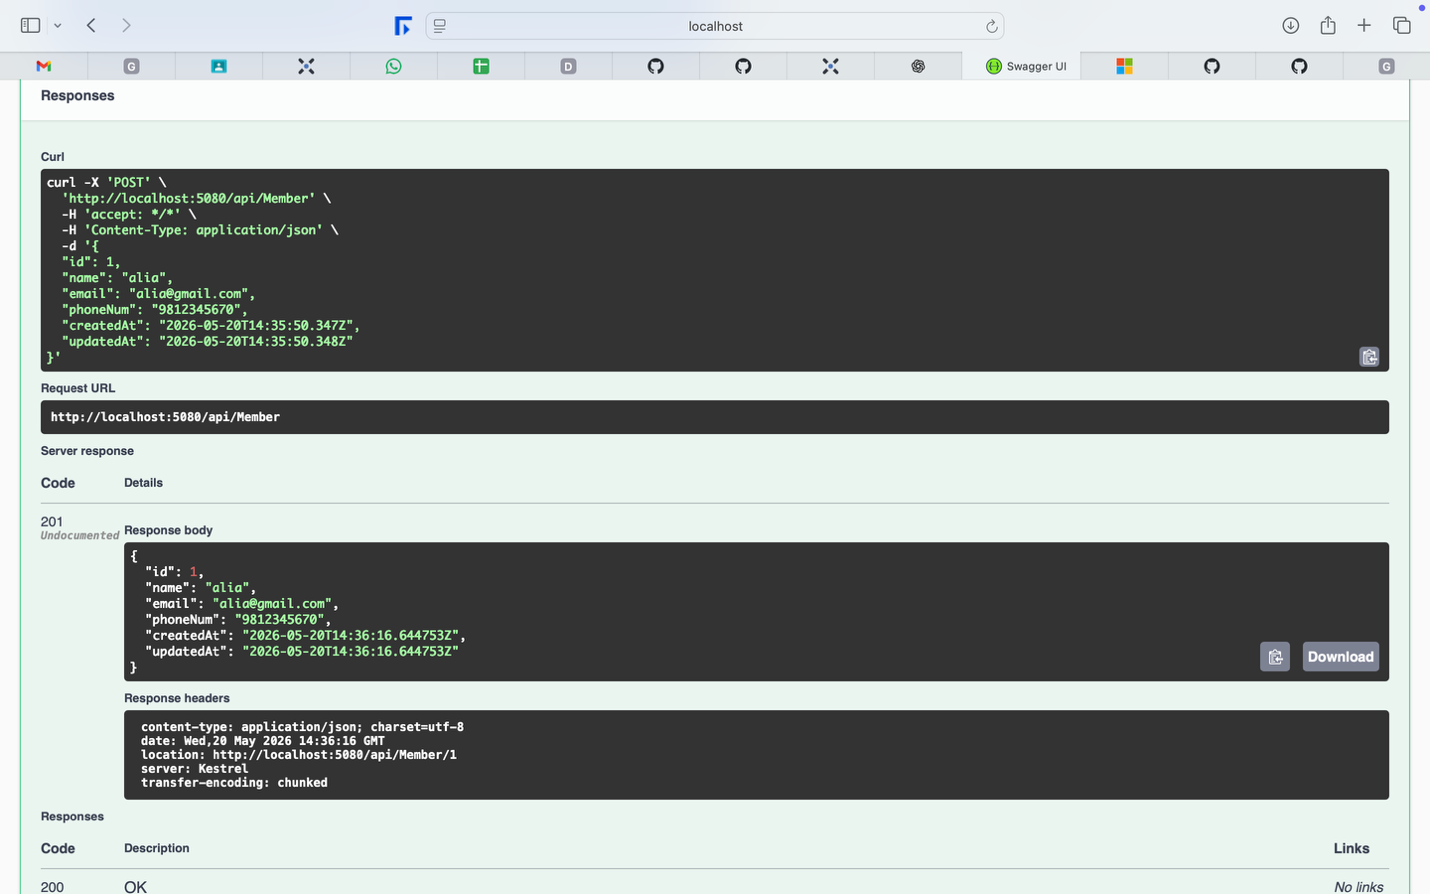 localhost
G
D
Swagger UI
G
Responses
Curl
curl -X 'POST' \
  'http://localhost:5080/api/Member' \
  -H 'accept: */*' \
  -H 'Content-Type: application/json' \
  -d '{
  "id": 1,
  "name": "alia",
  "email": "alia@gmail.com",
  "phoneNum": "9812345670",
  "createdAt": "2026-05-20T14:35:50.347Z",
  "updatedAt": "2026-05-20T14:35:50.348Z"
}'
Request URL
http://localhost:5080/api/Member
Server response
Code Details
201
Undocumented
Response body
{
  "id": 1,
  "name": "alia",
  "email": "alia@gmail.com",
  "phoneNum": "9812345670",
  "createdAt": "2026-05-20T14:36:16.644753Z",
  "updatedAt": "2026-05-20T14:36:16.644753Z"
}
Download
Response headers
content-type: application/json; charset=utf-8
date: Wed,20 May 2026 14:36:16 GMT
location: http://localhost:5080/api/Member/1
server: Kestrel
transfer-encoding: chunked
Responses
Code Description Links
200 OK No links